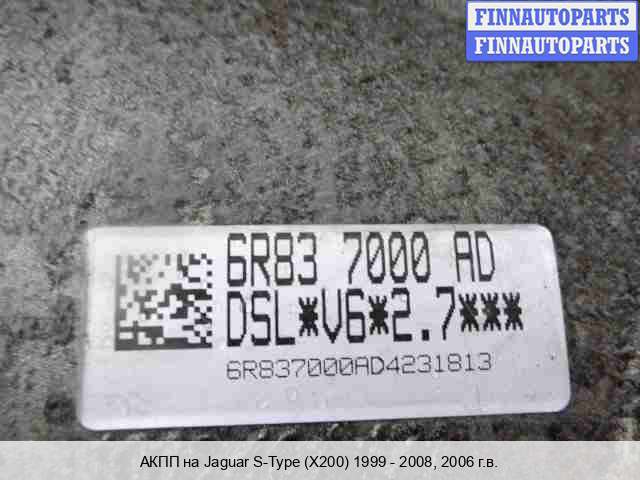 FINNAUTOPARTS
FINNAUTOPARTS
6R83 7000 AD
DSL*V6*2.7***
6R837000AD4231813
АКПП на Jaguar S-Type (X200) 1999 - 2008, 2006 г.в.